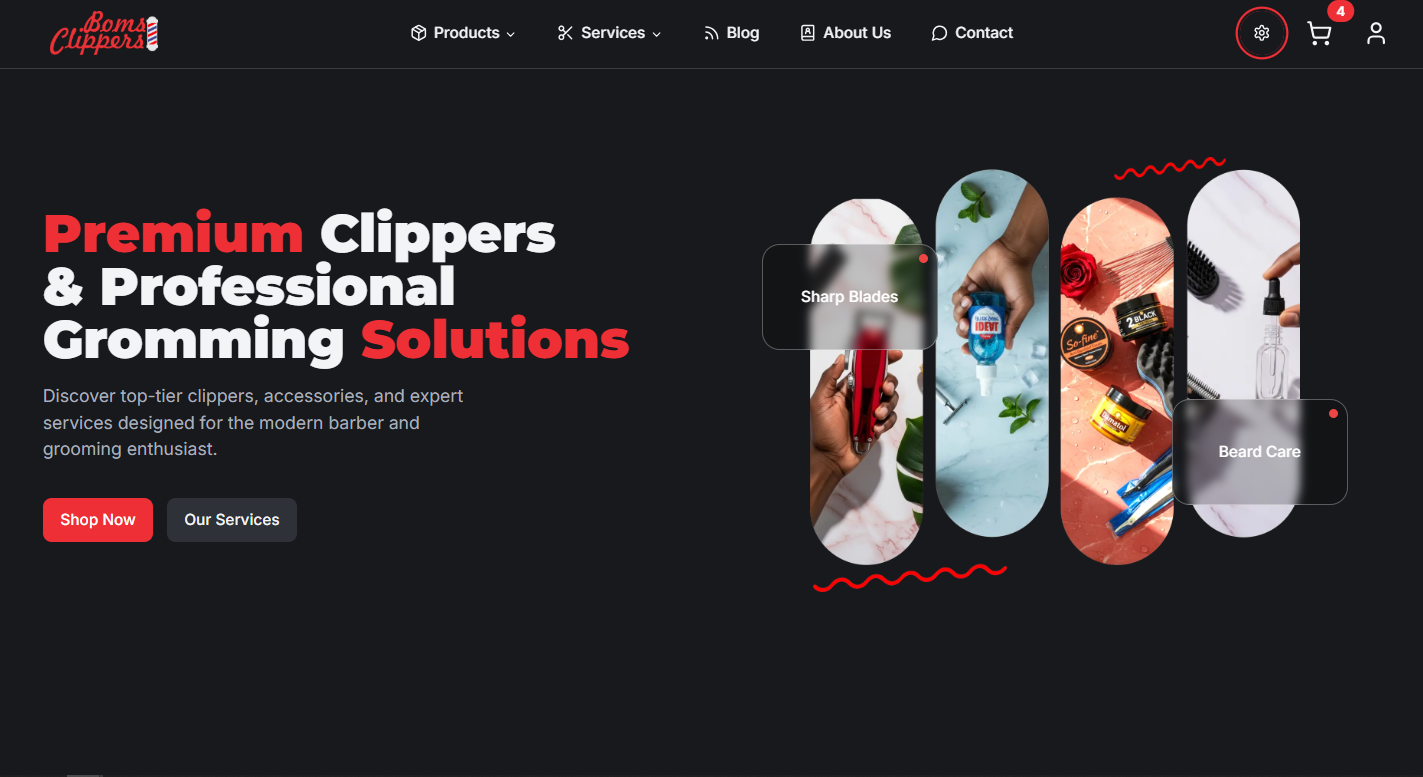 Boms
Clippers
Products
Services
Blog
About Us
Contact
4
Premium Clippers
& Professional
Gromming Solutions
Discover top-tier clippers, accessories, and expert
services designed for the modern barber and
grooming enthusiast.
Shop Now
Our Services
Sharp Blades
IDEAT
So-fine
2 BLACK
Beard Care